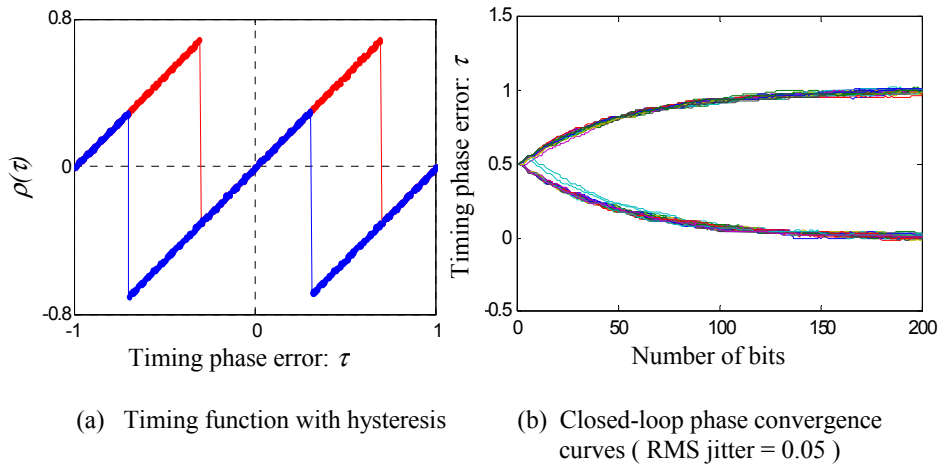 0.8
0
-0.8
ρ(τ)
-1
0
1
Timing phase error: τ
(a) Timing function with hysteresis
1.5
1.0
0.5
0
-0.5
Timing phase error: τ
0
50
100
150
200
Number of bits
(b) Closed-loop phase convergence
curves ( RMS jitter = 0.05 )